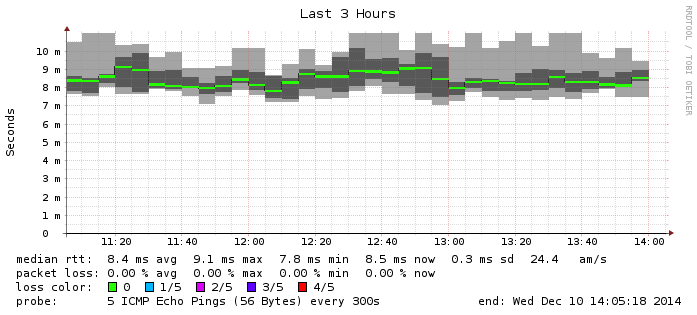 Last 3 Hours
RRDTOOL / TOBI OETIKER
Seconds
10 m
9 m
8 m
7 m
6 m
5 m
4 m
3 m
2 m
1 m
0
11:20 11:40 12:00 12:20 12:40 13:00 13:20 13:40 14:00
median rtt: 8.4 ms avg 9.1 ms max 7.8 ms min 8.5 ms now 0.3 ms sd 24.4 am/s
packet loss: 0.00 % avg 0.00 % max 0.00 % min 0.00 % now
loss color: 0 1/5 2/5 3/5 4/5
probe: 5 ICMP Echo Pings (56 Bytes) every 300s end: Wed Dec 10 14:05:18 2014